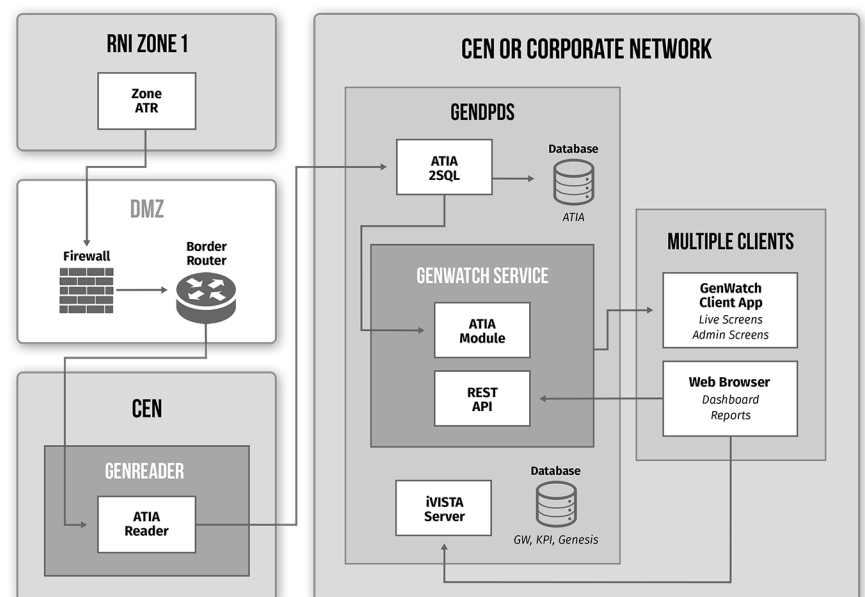 RNI ZONE 1
Zone
ATR
DMZ
Firewall
Border
Router
CEN
GENREADER
ATIA
Reader
CEN OR CORPORATE NETWORK
GENDPDS
ATIA
2SQL
Database
ATIA
GENWATCH SERVICE
ATIA
Module
REST
API
iVISTA
Server
Database
GW, KPI, Genesis
MULTIPLE CLIENTS
GenWatch
Client App
Live Screens
Admin Screens
Web Browser
Dashboard
Reports